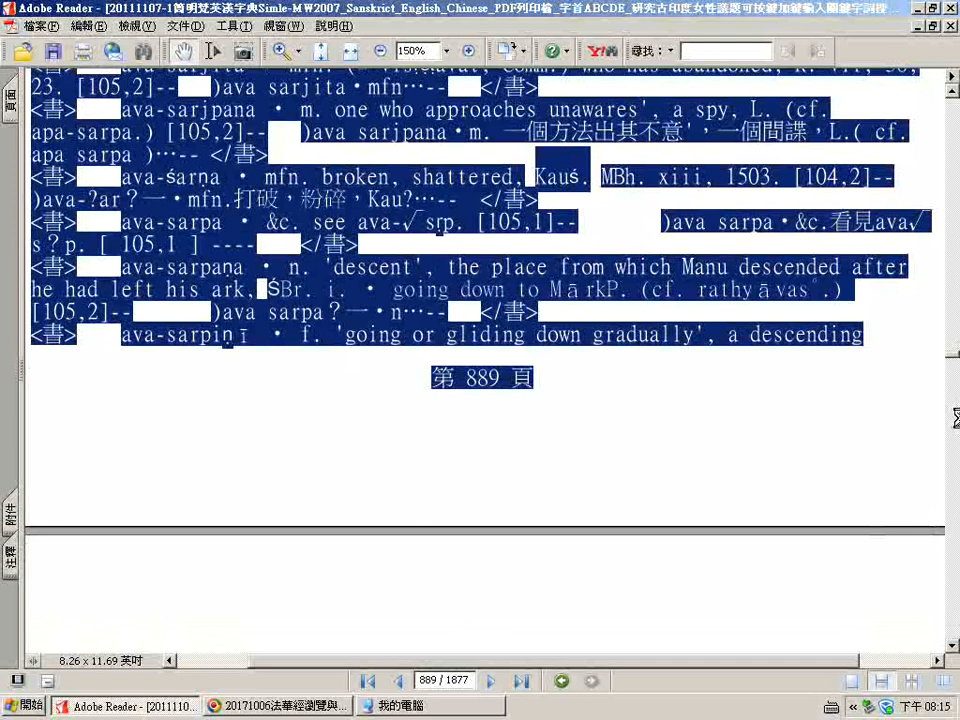 Adobe Reader - [20111107-1簡明梵英漢字典Simle-MW2007_Sanskrict_English_Chinese_PDF列印檔_字首ABCDE_研究古印度女性議題可按鍵加鍵輸入關鍵字詞搜
檔案(F) 編輯(E) 檢視(V) 文件(D) 工具(T) 視窗(W) 說明(H)
150% Y! 尋找：
頁面
23. [105,2]-- )ava sarjita・mfn…-- </書>
<書> ava-sarjpana ・ m. one who approaches unawares', a spy, L. (cf.
apa-sarpa.) [105,2]-- )ava sarjpana・m. 一個方法出其不意'，一個間諜，L.( cf.
apa sarpa )…-- </書>
<書> ava-śarṇa ・ mfn. broken, shattered, Kauś. MBh. xiii, 1503. [104,2]--
)ava-?ar？一・mfn.打破，粉碎，Kau?…-- </書>
<書> ava-sarpa ・ &c. see ava-√ sṛp. [105,1]-- )ava sarpa・&c.看見ava√
s？p. [ 105,1 ] ---- </書>
<書> ava-sarpaṇa ・ n. 'descent', the place from which Manu descended after
he had left his ark, ŚBr. i. ・ going down to MārkP. (cf. rathyāvas°.)
[105,2]-- )ava sarpa？一・n…-- </書>
<書> ava-sarpiṇī ・ f. 'going or gliding down gradually', a descending
第 889 頁
附件
注釋
8.26 x 11.69 英吋
889 / 1877
開始 Adobe Reader - [2011110... 20171006法華經瀏覽與... 我的電腦 下午 08:15